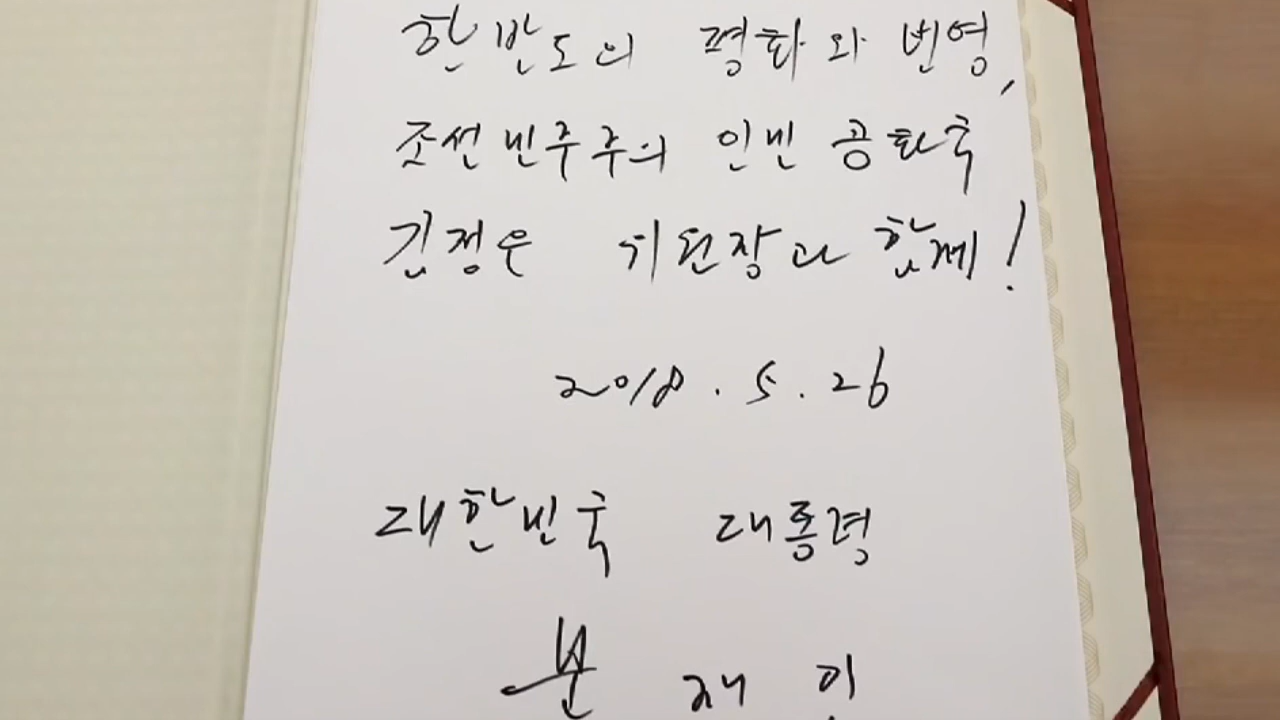 한반도의 평화와 번영,
조선민주주의 인민 공화국
김정은 위원장과 함께!
2018. 5. 26
대한민국 대통령
문 재 인